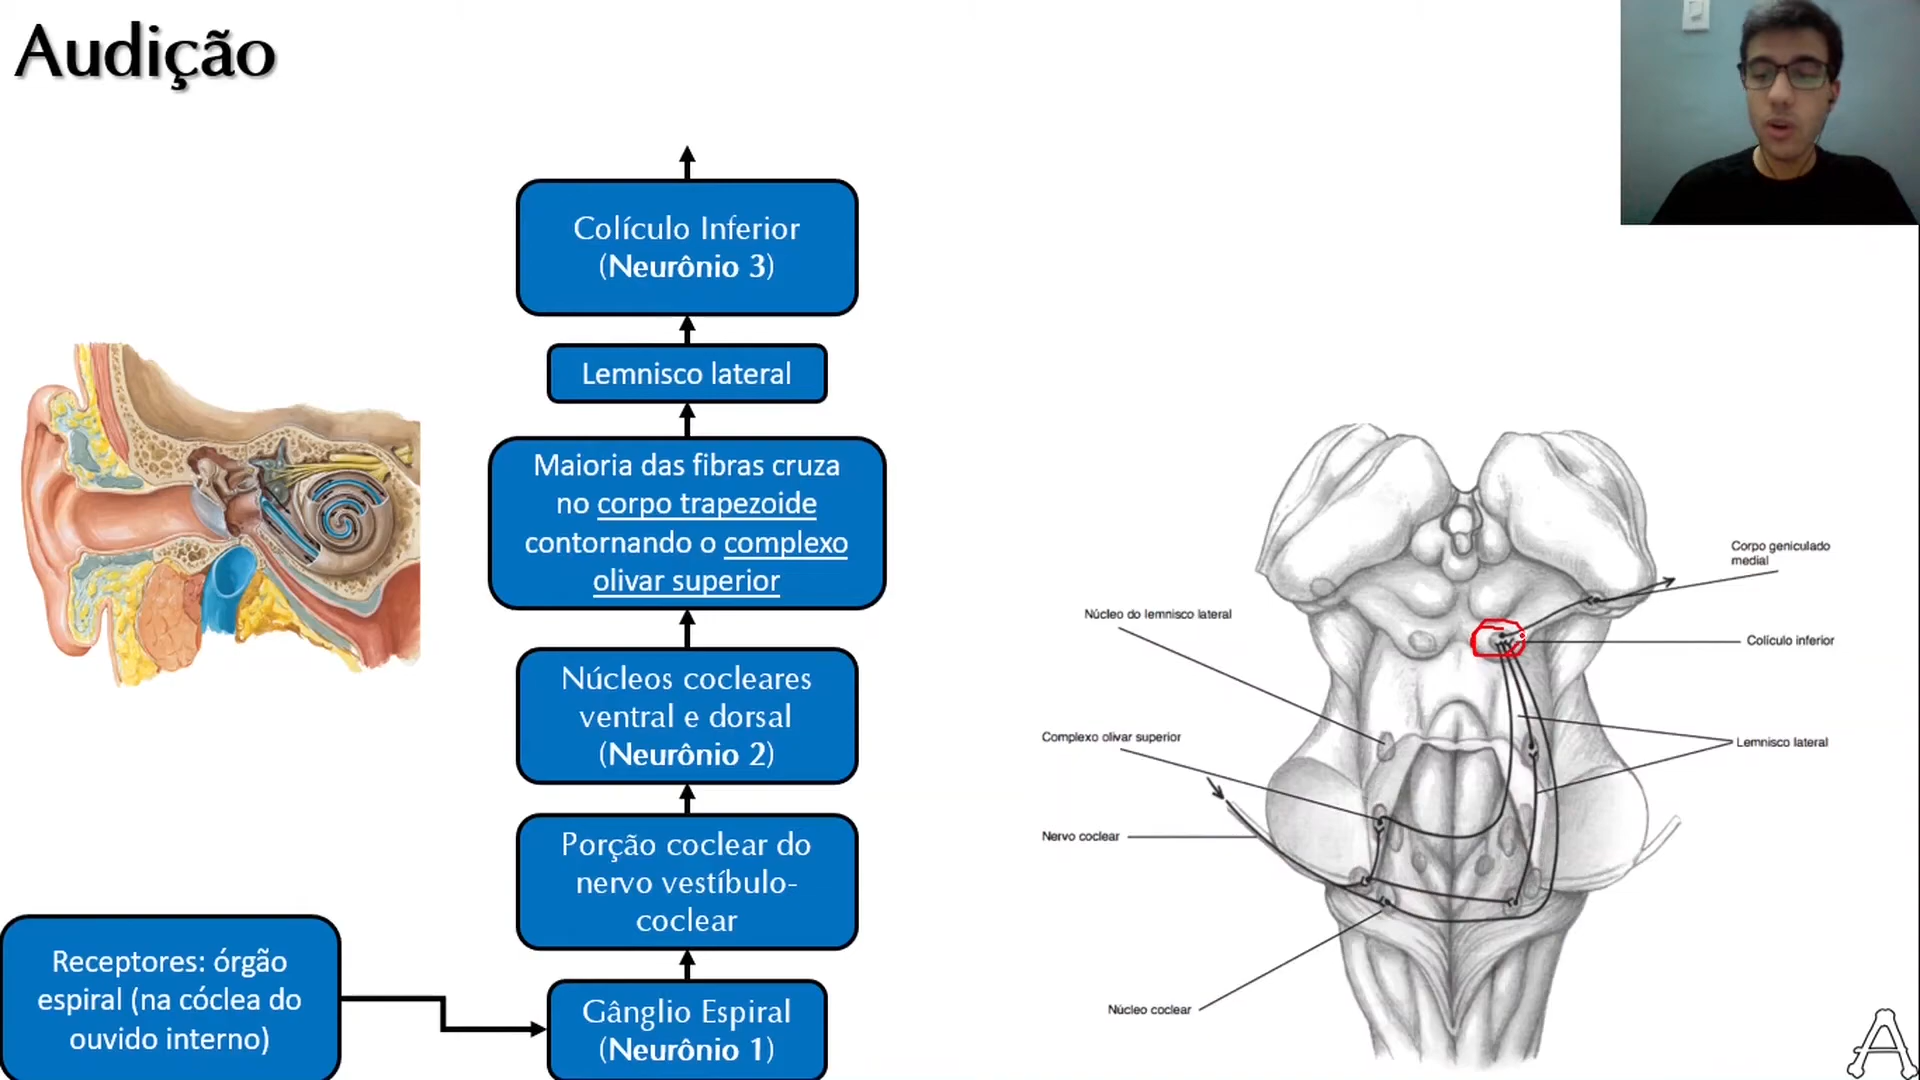 Audição
Colículo Inferior
(Neurônio 3)
Lemnisco lateral
Maioria das fibras cruza
no corpo trapezoide
contornando o complexo
olivar superior
Núcleos cocleares
ventral e dorsal
(Neurônio 2)
Porção coclear do
nervo vestíbulo-
coclear
Receptores: órgão
espiral (na cóclea do
ouvido interno)
Gânglio Espiral
(Neurônio 1)
Corpo geniculado
medial
Núcleo do lemnisco lateral
Colículo inferior
Complexo olivar superior
Lemnisco lateral
Nervo coclear
Núcleo coclear
A